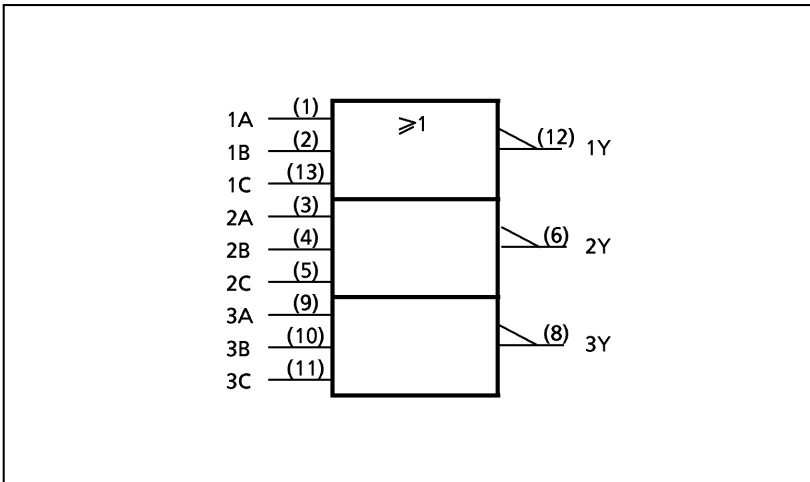 1A (1) ⩾1 (12) 1Y
1B (2)
1C (13)
2A (3)
2B (4) (6) 2Y
2C (5)
3A (9)
3B (10) (8) 3Y
3C (11)